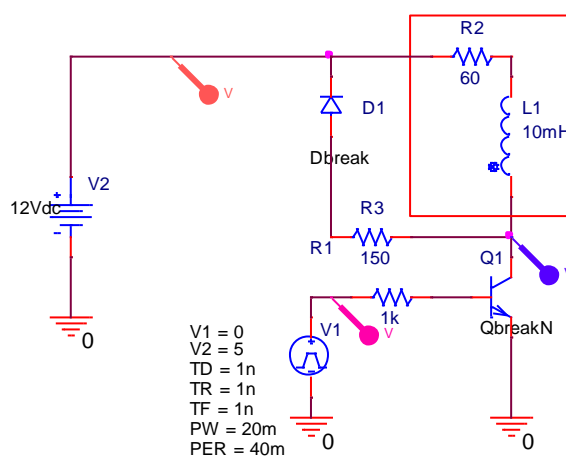 R2
60
D1
L1
10mH
Dbreak
V
+
V2
12Vdc
-
R3
R1
150
Q1
V
1k
QbreakN
V
0
V1
+
V1 = 0
V2 = 5
TD = 1n
TR = 1n
TF = 1n
PW = 20m
PER = 40m
0
0